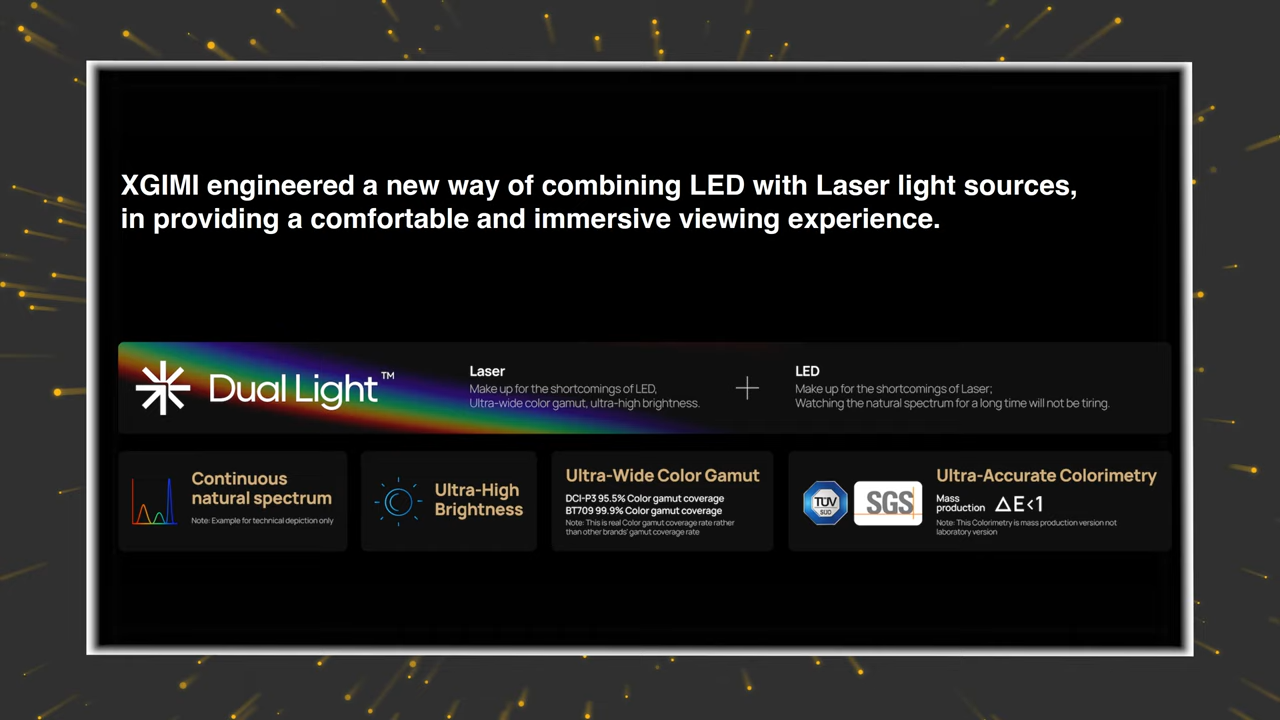 XGIMI engineered a new way of combining LED with Laser light sources,
in providing a comfortable and immersive viewing experience.
Dual Light™
Laser
Make up for the shortcomings of LED,
Ultra-wide color gamut, ultra-high brightness.
+
LED
Make up for the shortcomings of Laser;
Watching the natural spectrum for a long time will not be tiring.
Continuous
natural spectrum
Note: Example for technical depiction only
Ultra-High
Brightness
Ultra-Wide Color Gamut
DCI-P3 95.5% Color gamut coverage
BT709 99.9% Color gamut coverage
Note: This is real Color gamut coverage rate rather
than other brands' gamut coverage rate
TÜV
SÜD
SGS
Ultra-Accurate Colorimetry
Mass
production
ΔE<1
Note: This Colorimetry is mass production version not
laboratory version